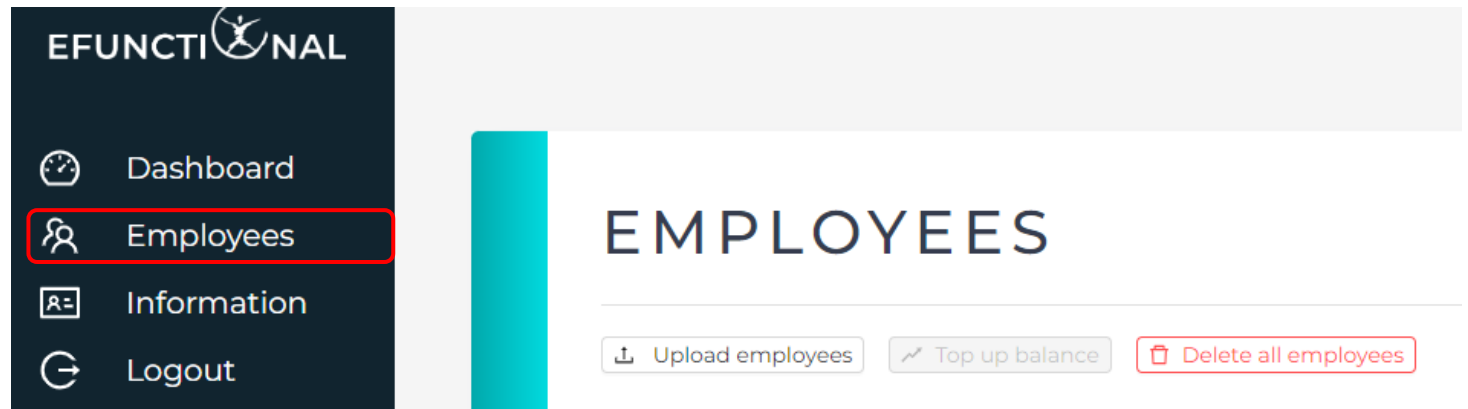 EFUNCTIONAL
Dashboard
Employees
Information
Logout
EMPLOYEES
Upload employees
Top up balance
Delete all employees